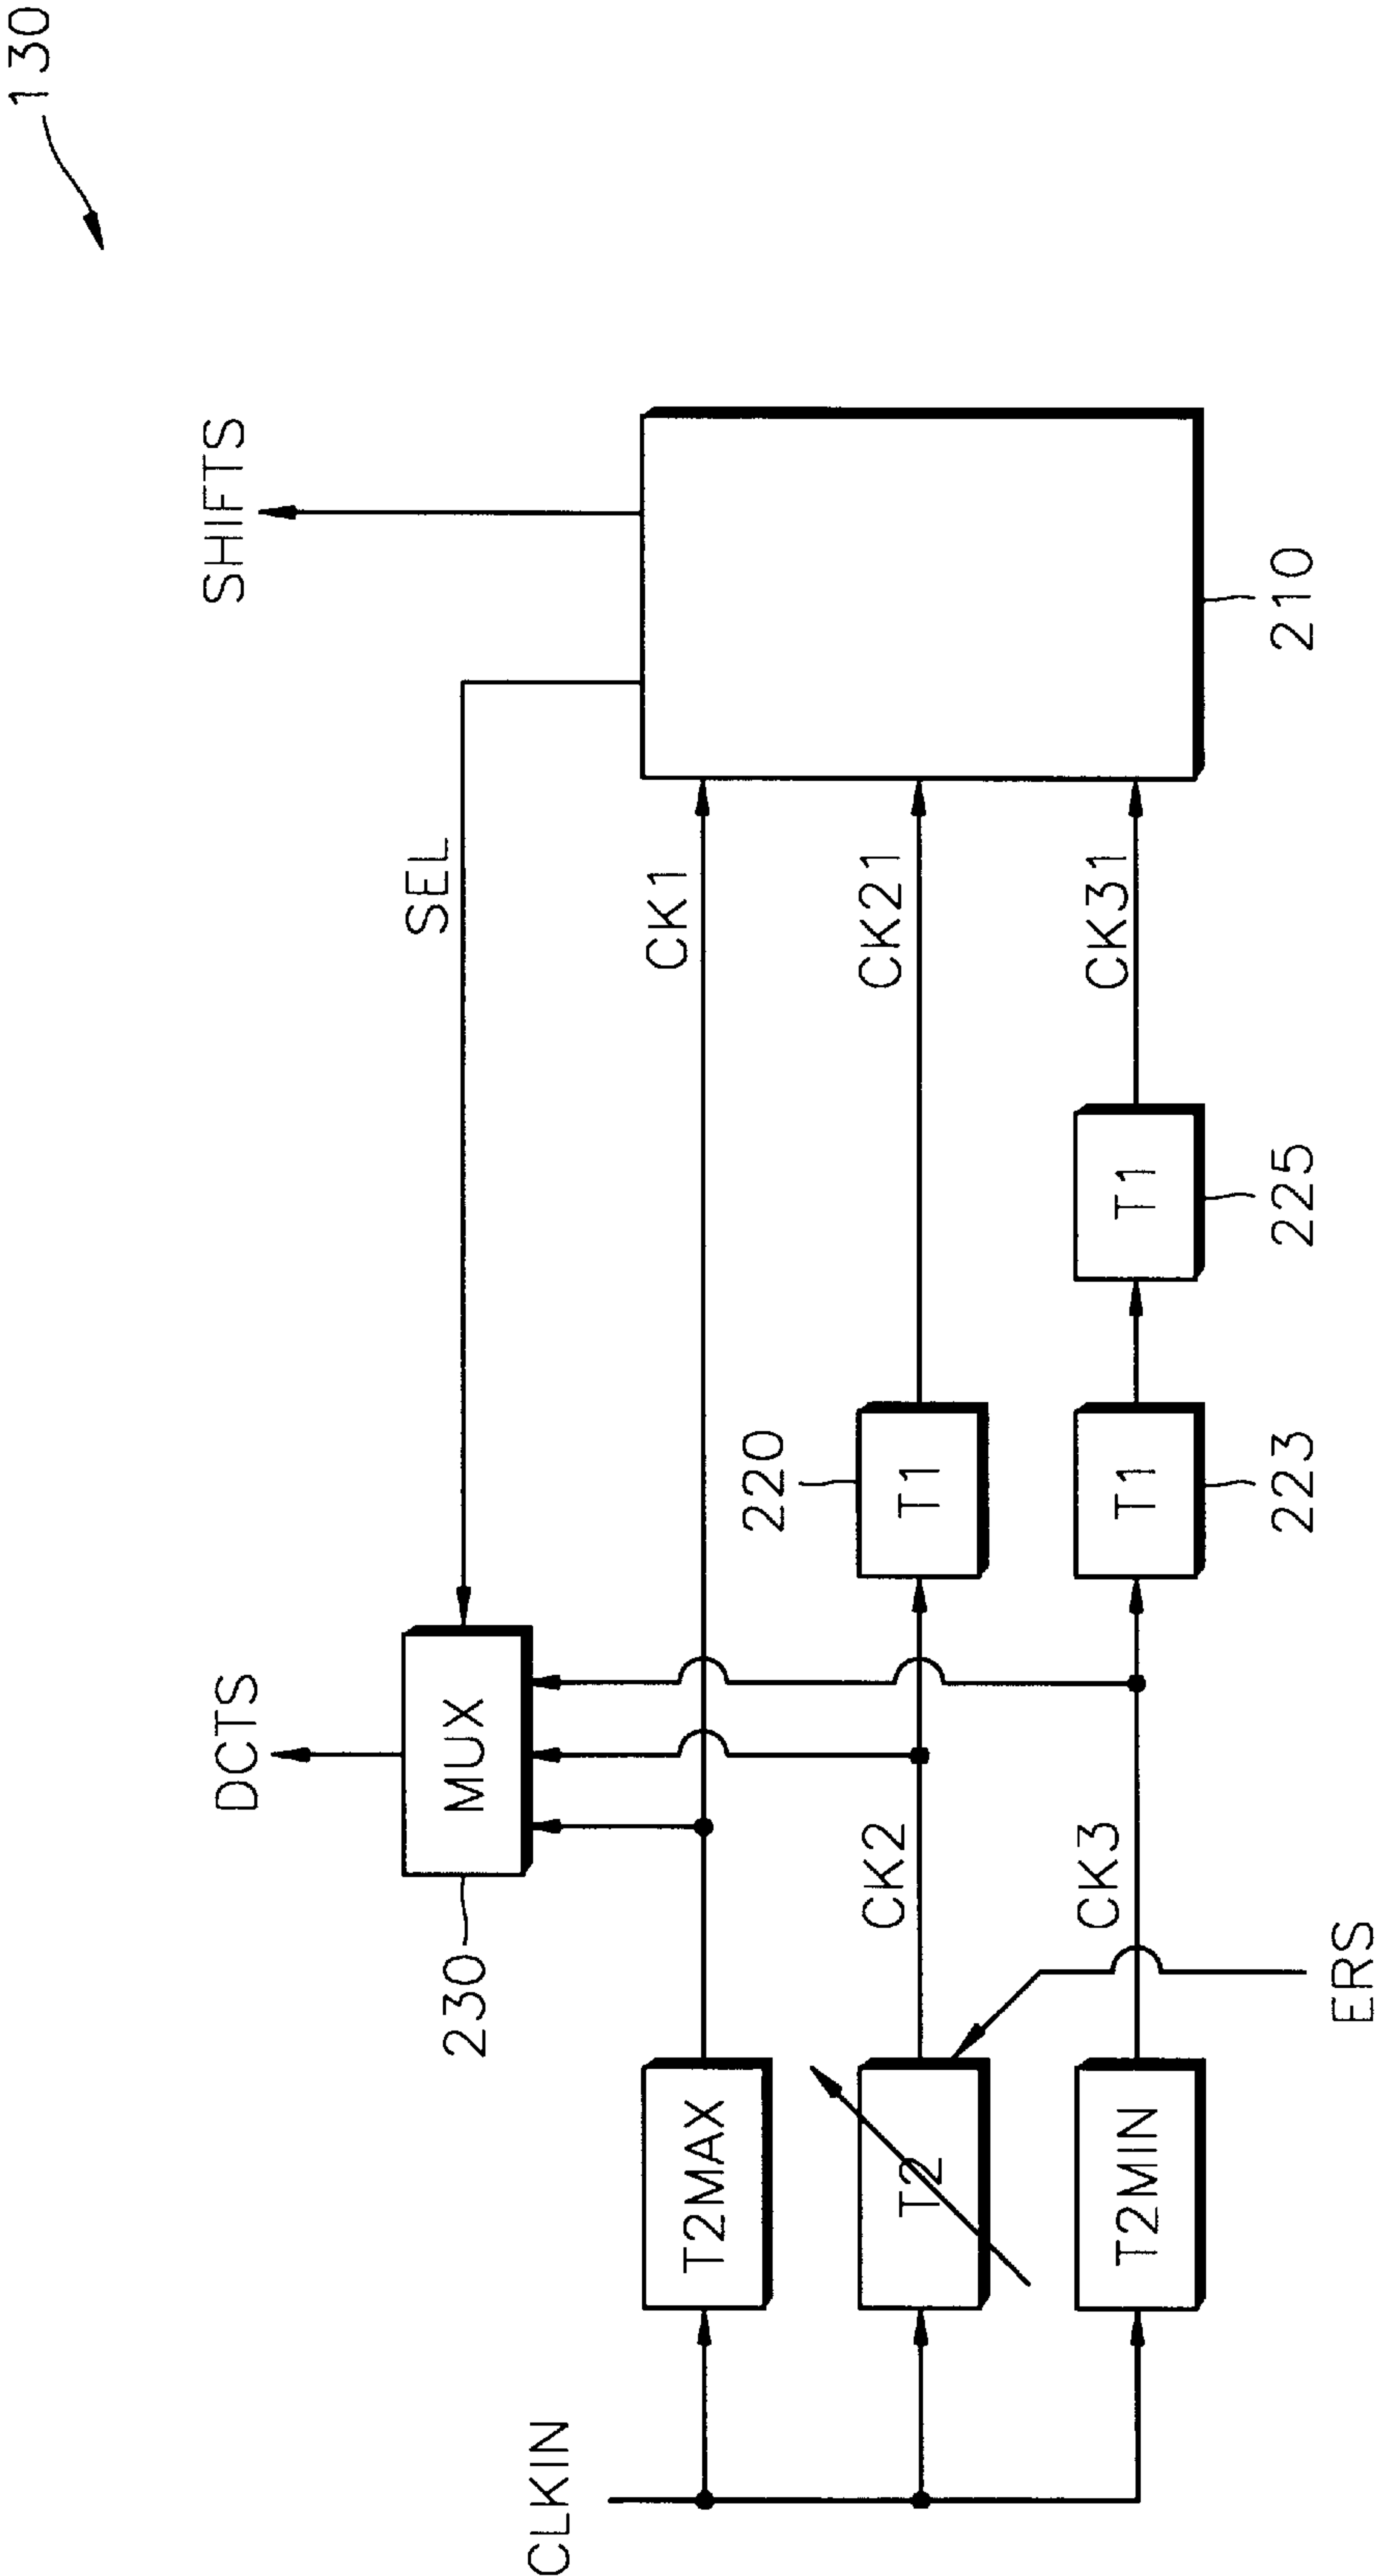 130
SHIFTS
DCTS
SEL
230
MUX
CLKIN
T2MAX
CK1
210
220
T2
CK2
T1
CK21
T2MIN
CK3
T1
T1
CK31
ERS
223
225